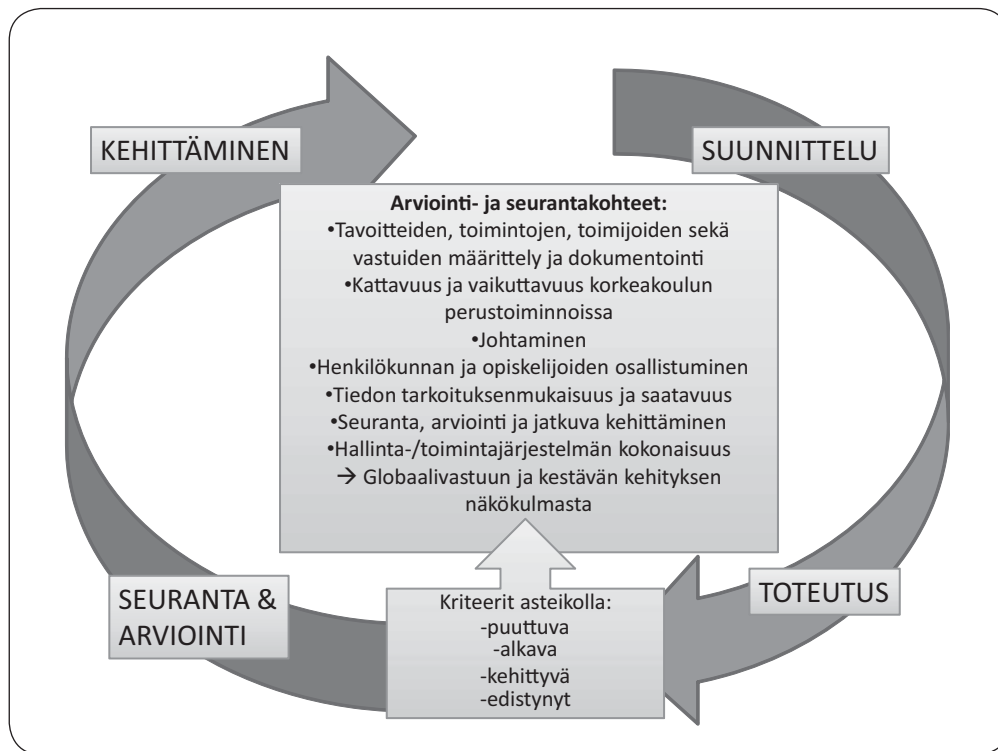 KEHITTÄMINEN
SUUNNITTELU
Arviointi- ja seurantakohteet:
•Tavoitteiden, toimintojen, toimijoiden sekä
vastuiden määrittely ja dokumentointi
•Kattavuus ja vaikuttavuus korkeakoulun
perustoiminnoissa
•Johtaminen
•Henkilökunnan ja opiskelijoiden osallistuminen
•Tiedon tarkoituksenmukaisuus ja saatavuus
•Seuranta, arviointi ja jatkuva kehittäminen
•Hallinta-/toimintajärjestelmän kokonaisuus
→ Globaalivastuun ja kestävän kehityksen
näkökulmasta
SEURANTA &
ARVIOINTI
Kriteerit asteikolla:
-puuttuva
-alkava
-kehittyvä
-edistynyt
TOTEUTUS